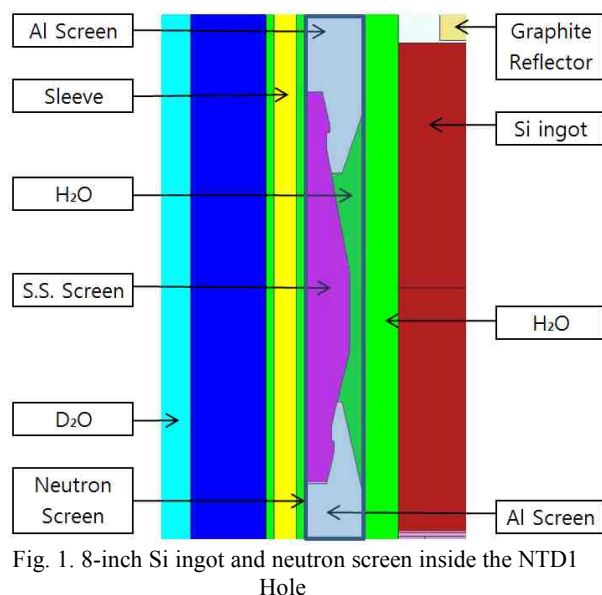 Al Screen
Sleeve
H₂O
S.S. Screen
D₂O
Neutron
Screen
Graphite
Reflector
Si ingot
H₂O
Al Screen
Fig. 1. 8-inch Si ingot and neutron screen inside the NTD1
Hole